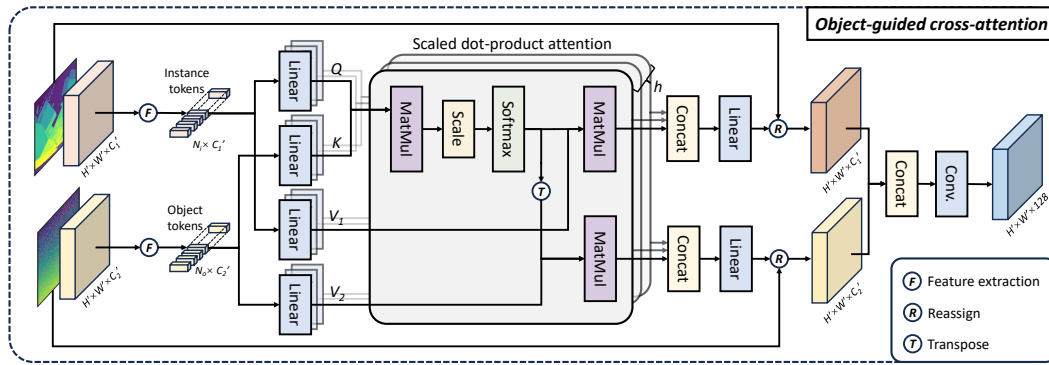 Object-guided cross-attention
Scaled dot-product attention
Instance
tokens
N_i × C_1'
H'×W'×C_1'
F
Linear
Q
Linear
K
Linear
V_1
Linear
V_2
Object
tokens
N_o × C_2'
H'×W'×C_2'
F
MatMul
Scale
Softmax
T
MatMul
MatMul
h
Concat
Linear
R
H'×W'×C_1'
Concat
Linear
R
H'×W'×C_2'
Concat
Conv.
H'×W'×128
F Feature extraction
R Reassign
T Transpose